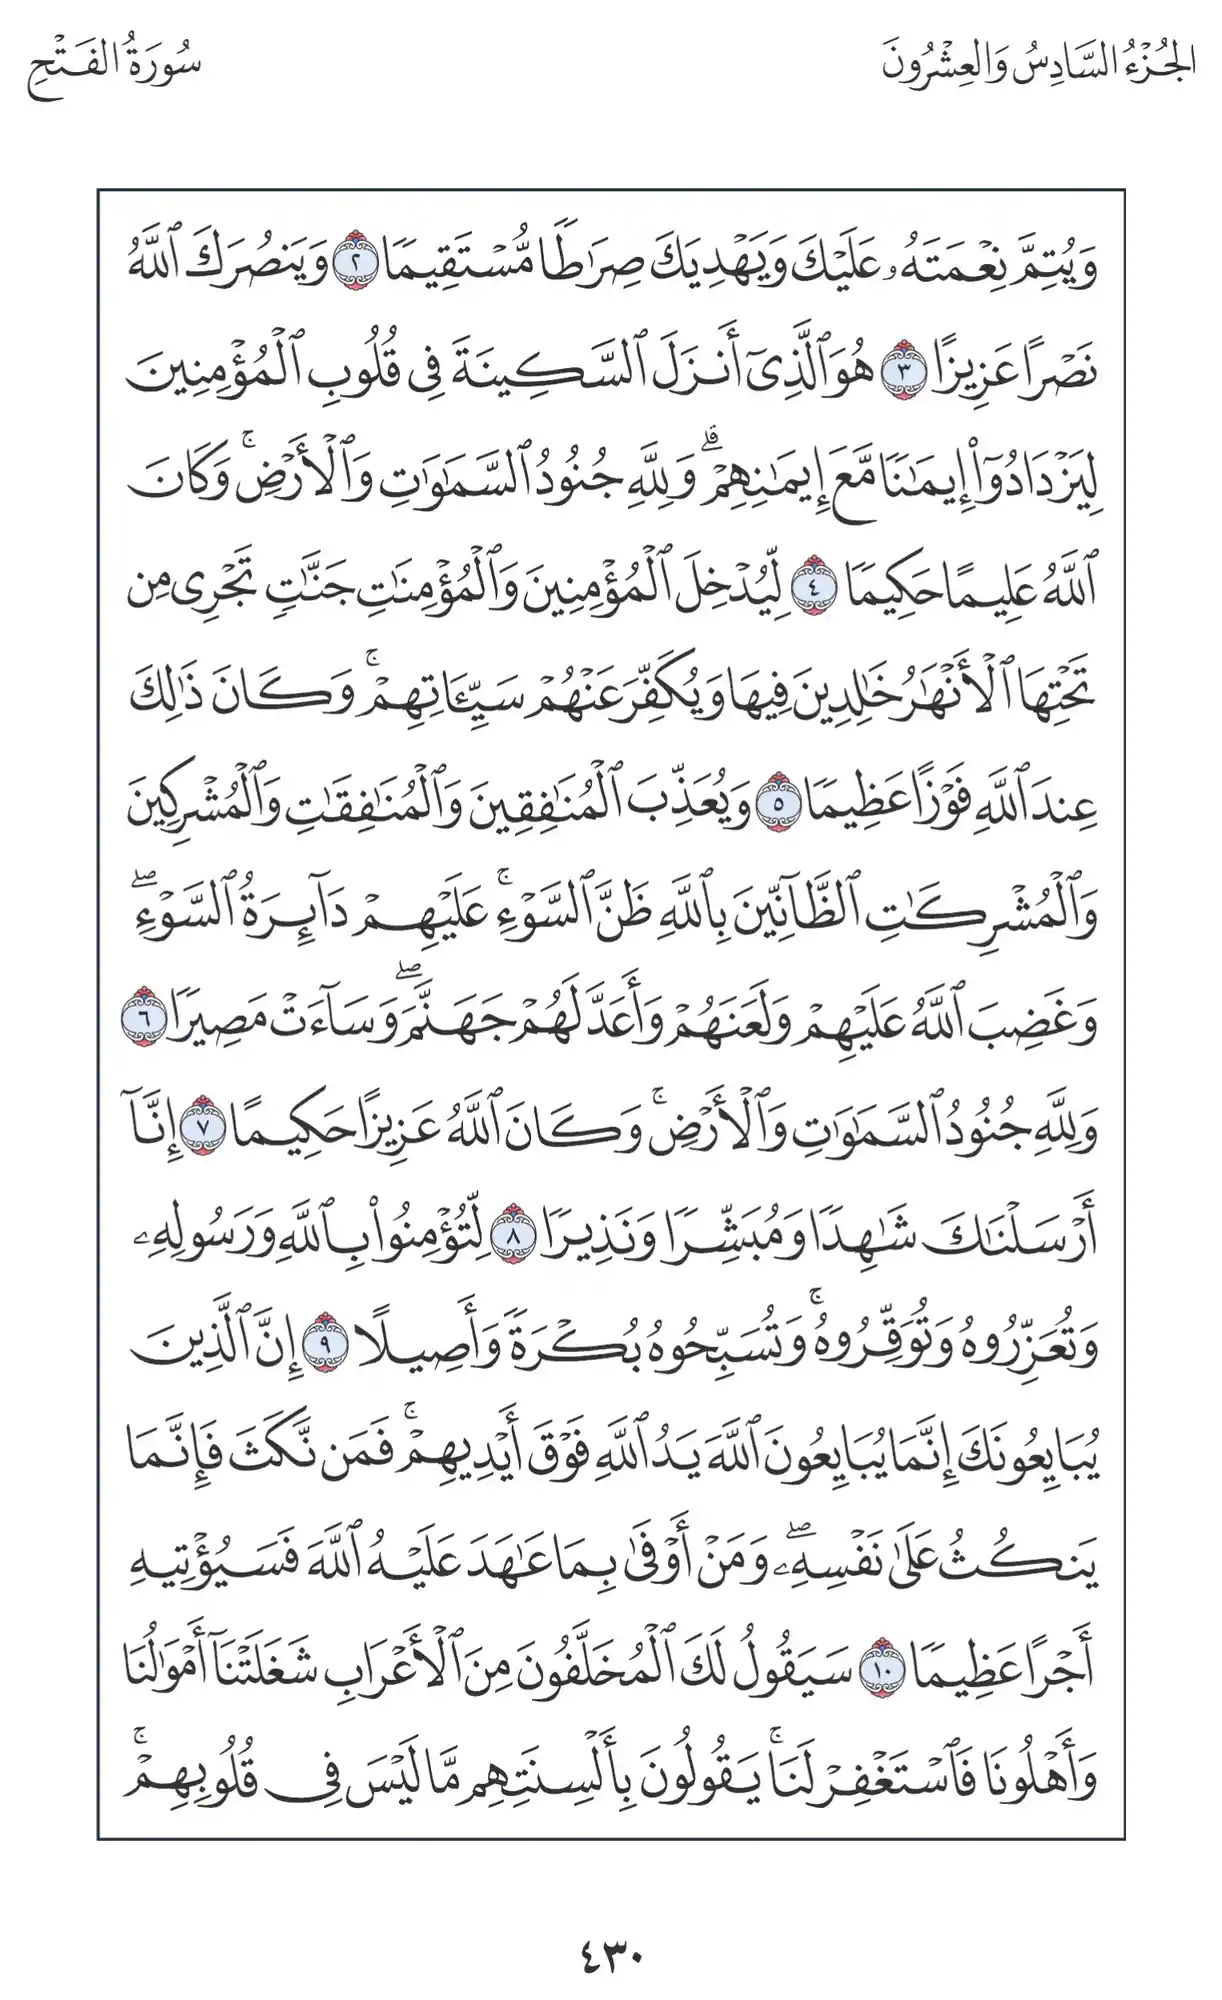 الجُزْءُ السَّادِسُ وَالعِشْرُونَ
سُورَةُ الفَتْحِ
وَيُتِمَّ نِعْمَتَهُۥ عَلَيْكَ وَيَهْدِيَكَ صِرَٰطًا مُّسْتَقِيمًا ٢ وَيَنصُرَكَ ٱللَّهُ
نَصْرًا عَزِيزًا ٣ هُوَ ٱلَّذِىٓ أَنزَلَ ٱلسَّكِينَةَ فِى قُلُوبِ ٱلْمُؤْمِنِينَ
لِيَزْدَادُوٓا۟ إِيمَٰنًا مَّعَ إِيمَٰنِهِمْ ۗ وَلِلَّهِ جُنُودُ ٱلسَّمَٰوَٰتِ وَٱلْأَرْضِ ۚ وَكَانَ
ٱللَّهُ عَلِيمًا حَكِيمًا ٤ لِّيُدْخِلَ ٱلْمُؤْمِنِينَ وَٱلْمُؤْمِنَٰتِ جَنَّٰتٍ تَجْرِى مِن
تَحْتِهَا ٱلْأَنْهَٰرُ خَٰلِدِينَ فِيهَا وَيُكَفِّرَ عَنْهُمْ سَيِّـَٔاتِهِمْ ۚ وَكَانَ ذَٰلِكَ
عِندَ ٱللَّهِ فَوْزًا عَظِيمًا ٥ وَيُعَذِّبَ ٱلْمُنَٰفِقِينَ وَٱلْمُنَٰفِقَٰتِ وَٱلْمُشْرِكِينَ
وَٱلْمُشْرِكَٰتِ ٱلظَّآنِّينَ بِٱللَّهِ ظَنَّ ٱلسَّوْءِ ۚ عَلَيْهِمْ دَآئِرَةُ ٱلسَّوْءِ ۖ
وَغَضِبَ ٱللَّهُ عَلَيْهِمْ وَلَعَنَهُمْ وَأَعَدَّ لَهُمْ جَهَنَّمَ ۖ وَسَآءَتْ مَصِيرًا ٦
وَلِلَّهِ جُنُودُ ٱلسَّمَٰوَٰتِ وَٱلْأَرْضِ ۚ وَكَانَ ٱللَّهُ عَزِيزًا حَكِيمًا ٧ إِنَّآ
أَرْسَلْنَٰكَ شَٰهِدًا وَمُبَشِّرًا وَنَذِيرًا ٨ لِّتُؤْمِنُوا۟ بِٱللَّهِ وَرَسُولِهِۦ
وَتُعَزِّرُوهُ وَتُوَقِّرُوهُ ۚ وَتُسَبِّحُوهُ بُكْرَةً وَأَصِيلًا ٩ إِنَّ ٱلَّذِينَ
يُبَايِعُونَكَ إِنَّمَا يُبَايِعُونَ ٱللَّهَ يَدُ ٱللَّهِ فَوْقَ أَيْدِيهِمْ ۚ فَمَن نَّكَثَ فَإِنَّمَا
يَنكُثُ عَلَىٰ نَفْسِهِۦ ۖ وَمَنْ أَوْفَىٰ بِمَا عَٰهَدَ عَلَيْهُ ٱللَّهَ فَسَيُؤْتِيهِ
أَجْرًا عَظِيمًا ١٠ سَيَقُولُ لَكَ ٱلْمُخَلَّفُونَ مِنَ ٱلْأَعْرَابِ شَغَلَتْنَآ أَمْوَٰلُنَا
وَأَهْلُونَا فَٱسْتَغْفِرْ لَنَا ۚ يَقُولُونَ بِأَلْسِنَتِهِم مَّا لَيْسَ فِى قُلُوبِهِمْ ۚ
٤٣٠